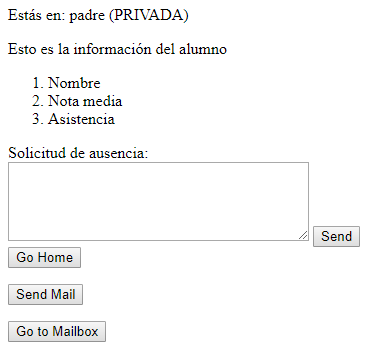 Estás en: padre (PRIVADA)
Esto es la información del alumno
1. Nombre
2. Nota media
3. Asistencia
Solicitud de ausencia:
Send
Go Home
Send Mail
Go to Mailbox